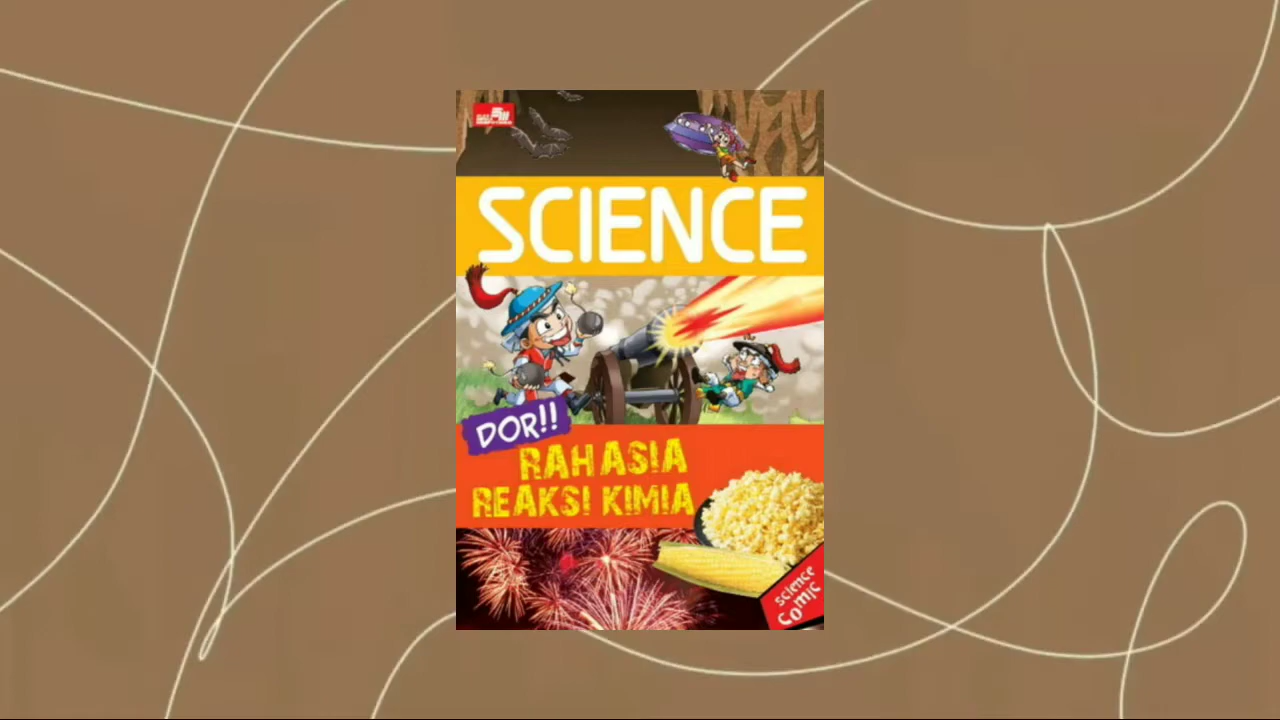 SCIENCE
DOR!!
RAHASIA
REAKSI KIMIA
science
Comic